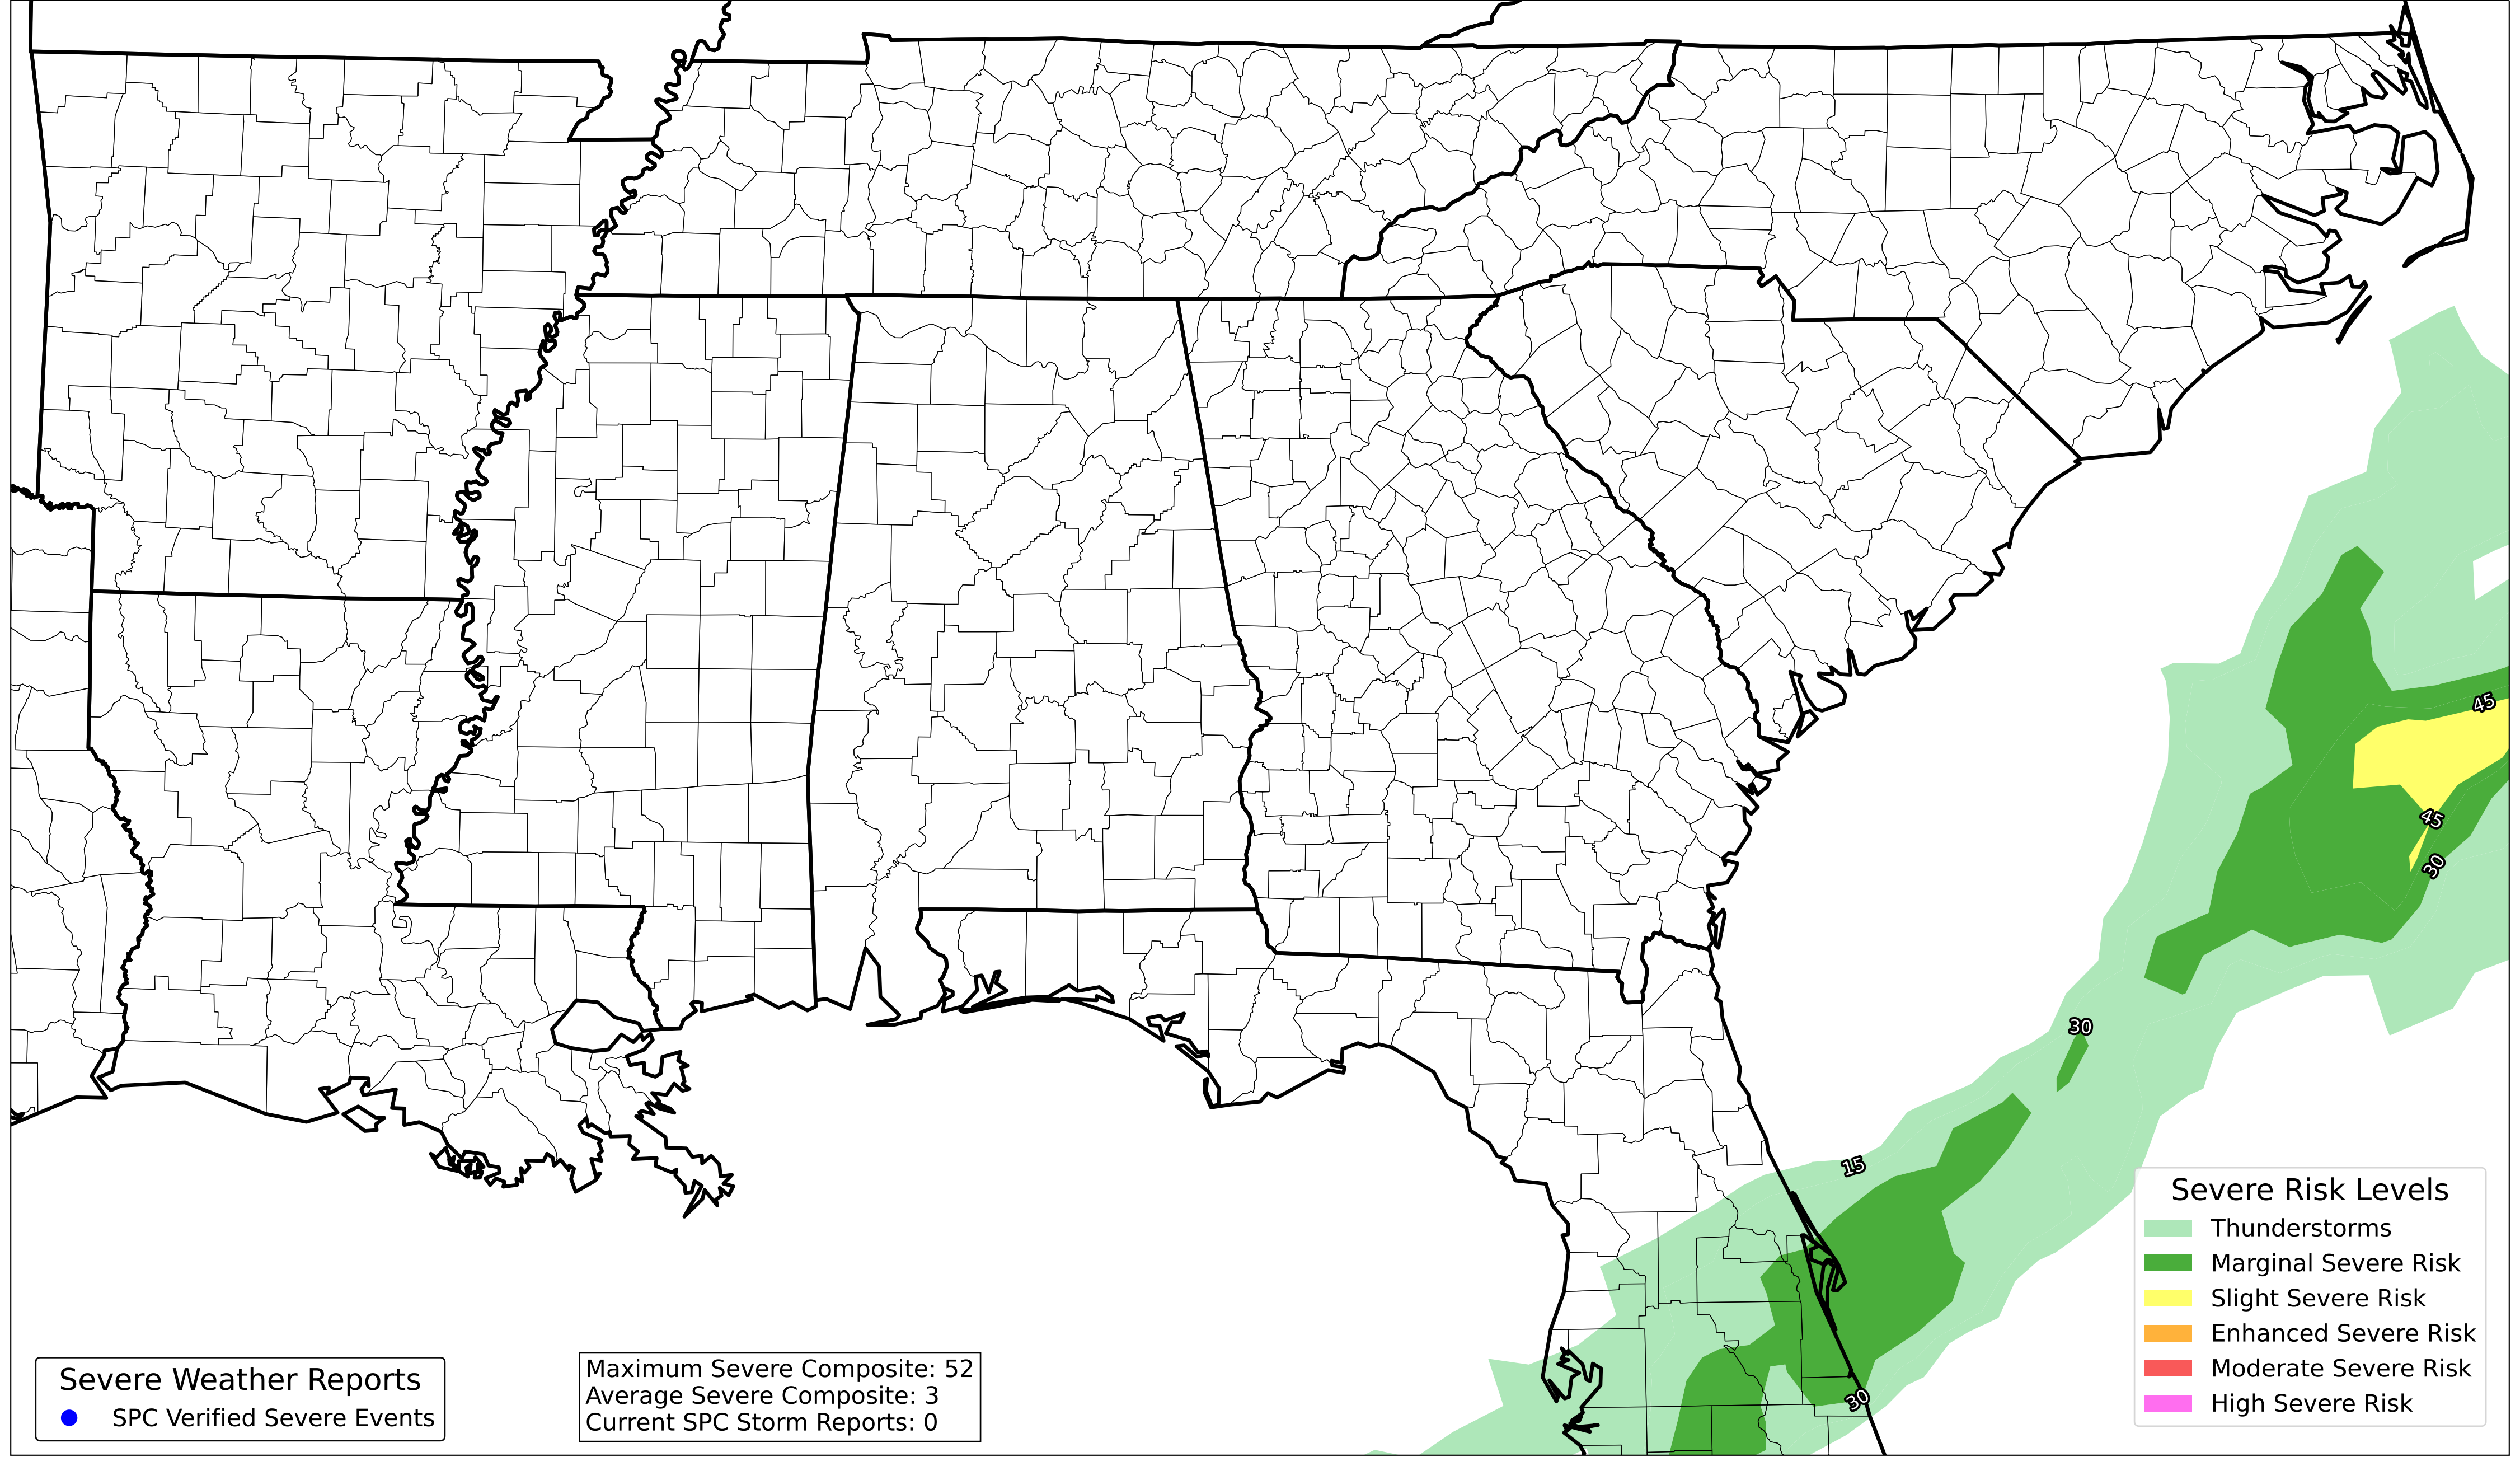 45
45
30
30
15
30
Severe Risk Levels
Thunderstorms
Marginal Severe Risk
Slight Severe Risk
Enhanced Severe Risk
Moderate Severe Risk
High Severe Risk
Severe Weather Reports
SPC Verified Severe Events
Maximum Severe Composite: 52
Average Severe Composite: 3
Current SPC Storm Reports: 0